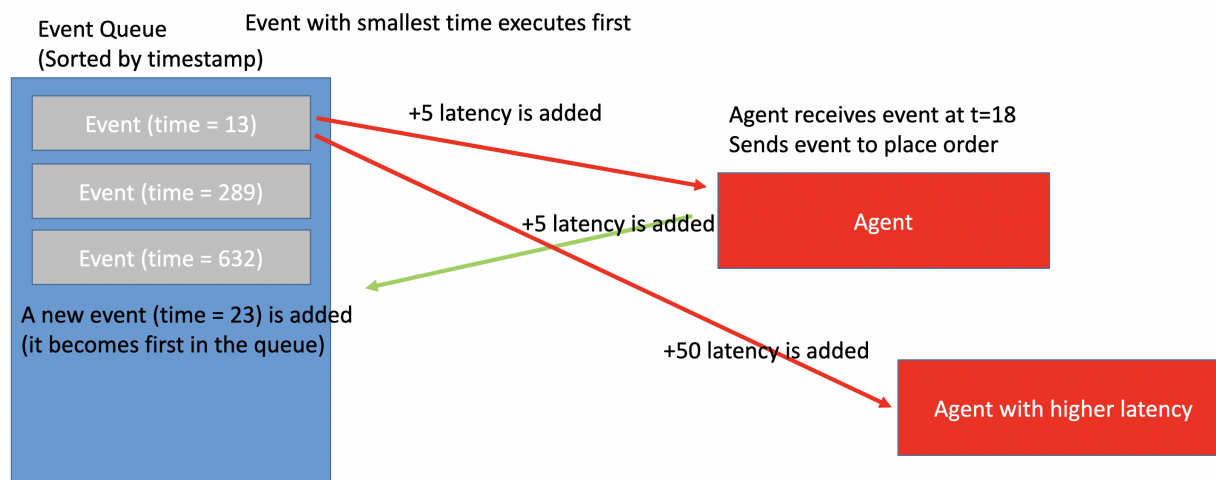 Event Queue
(Sorted by timestamp)
Event with smallest time executes first
Event (time = 13)
Event (time = 289)
Event (time = 632)
A new event (time = 23) is added
(it becomes first in the queue)
+5 latency is added
+5 latency is added
+50 latency is added
Agent receives event at t=18
Sends event to place order
Agent
Agent with higher latency